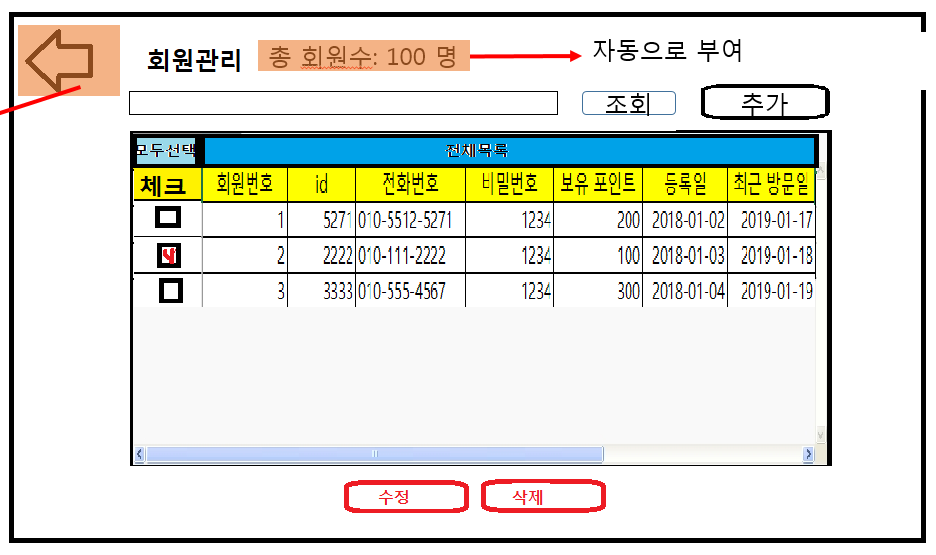 회원관리 총 회원수: 100 명 자동으로 부여
조회 추가
모두선택 전체목록
체크 회원번호 id 전화번호 비밀번호 보유 포인트 등록일 최근 방문일
1 5271 010-5512-5271 1234 200 2018-01-02 2019-01-17
2 2222 010-111-2222 1234 100 2018-01-03 2019-01-18
3 3333 010-555-4567 1234 300 2018-01-04 2019-01-19
수정 삭제